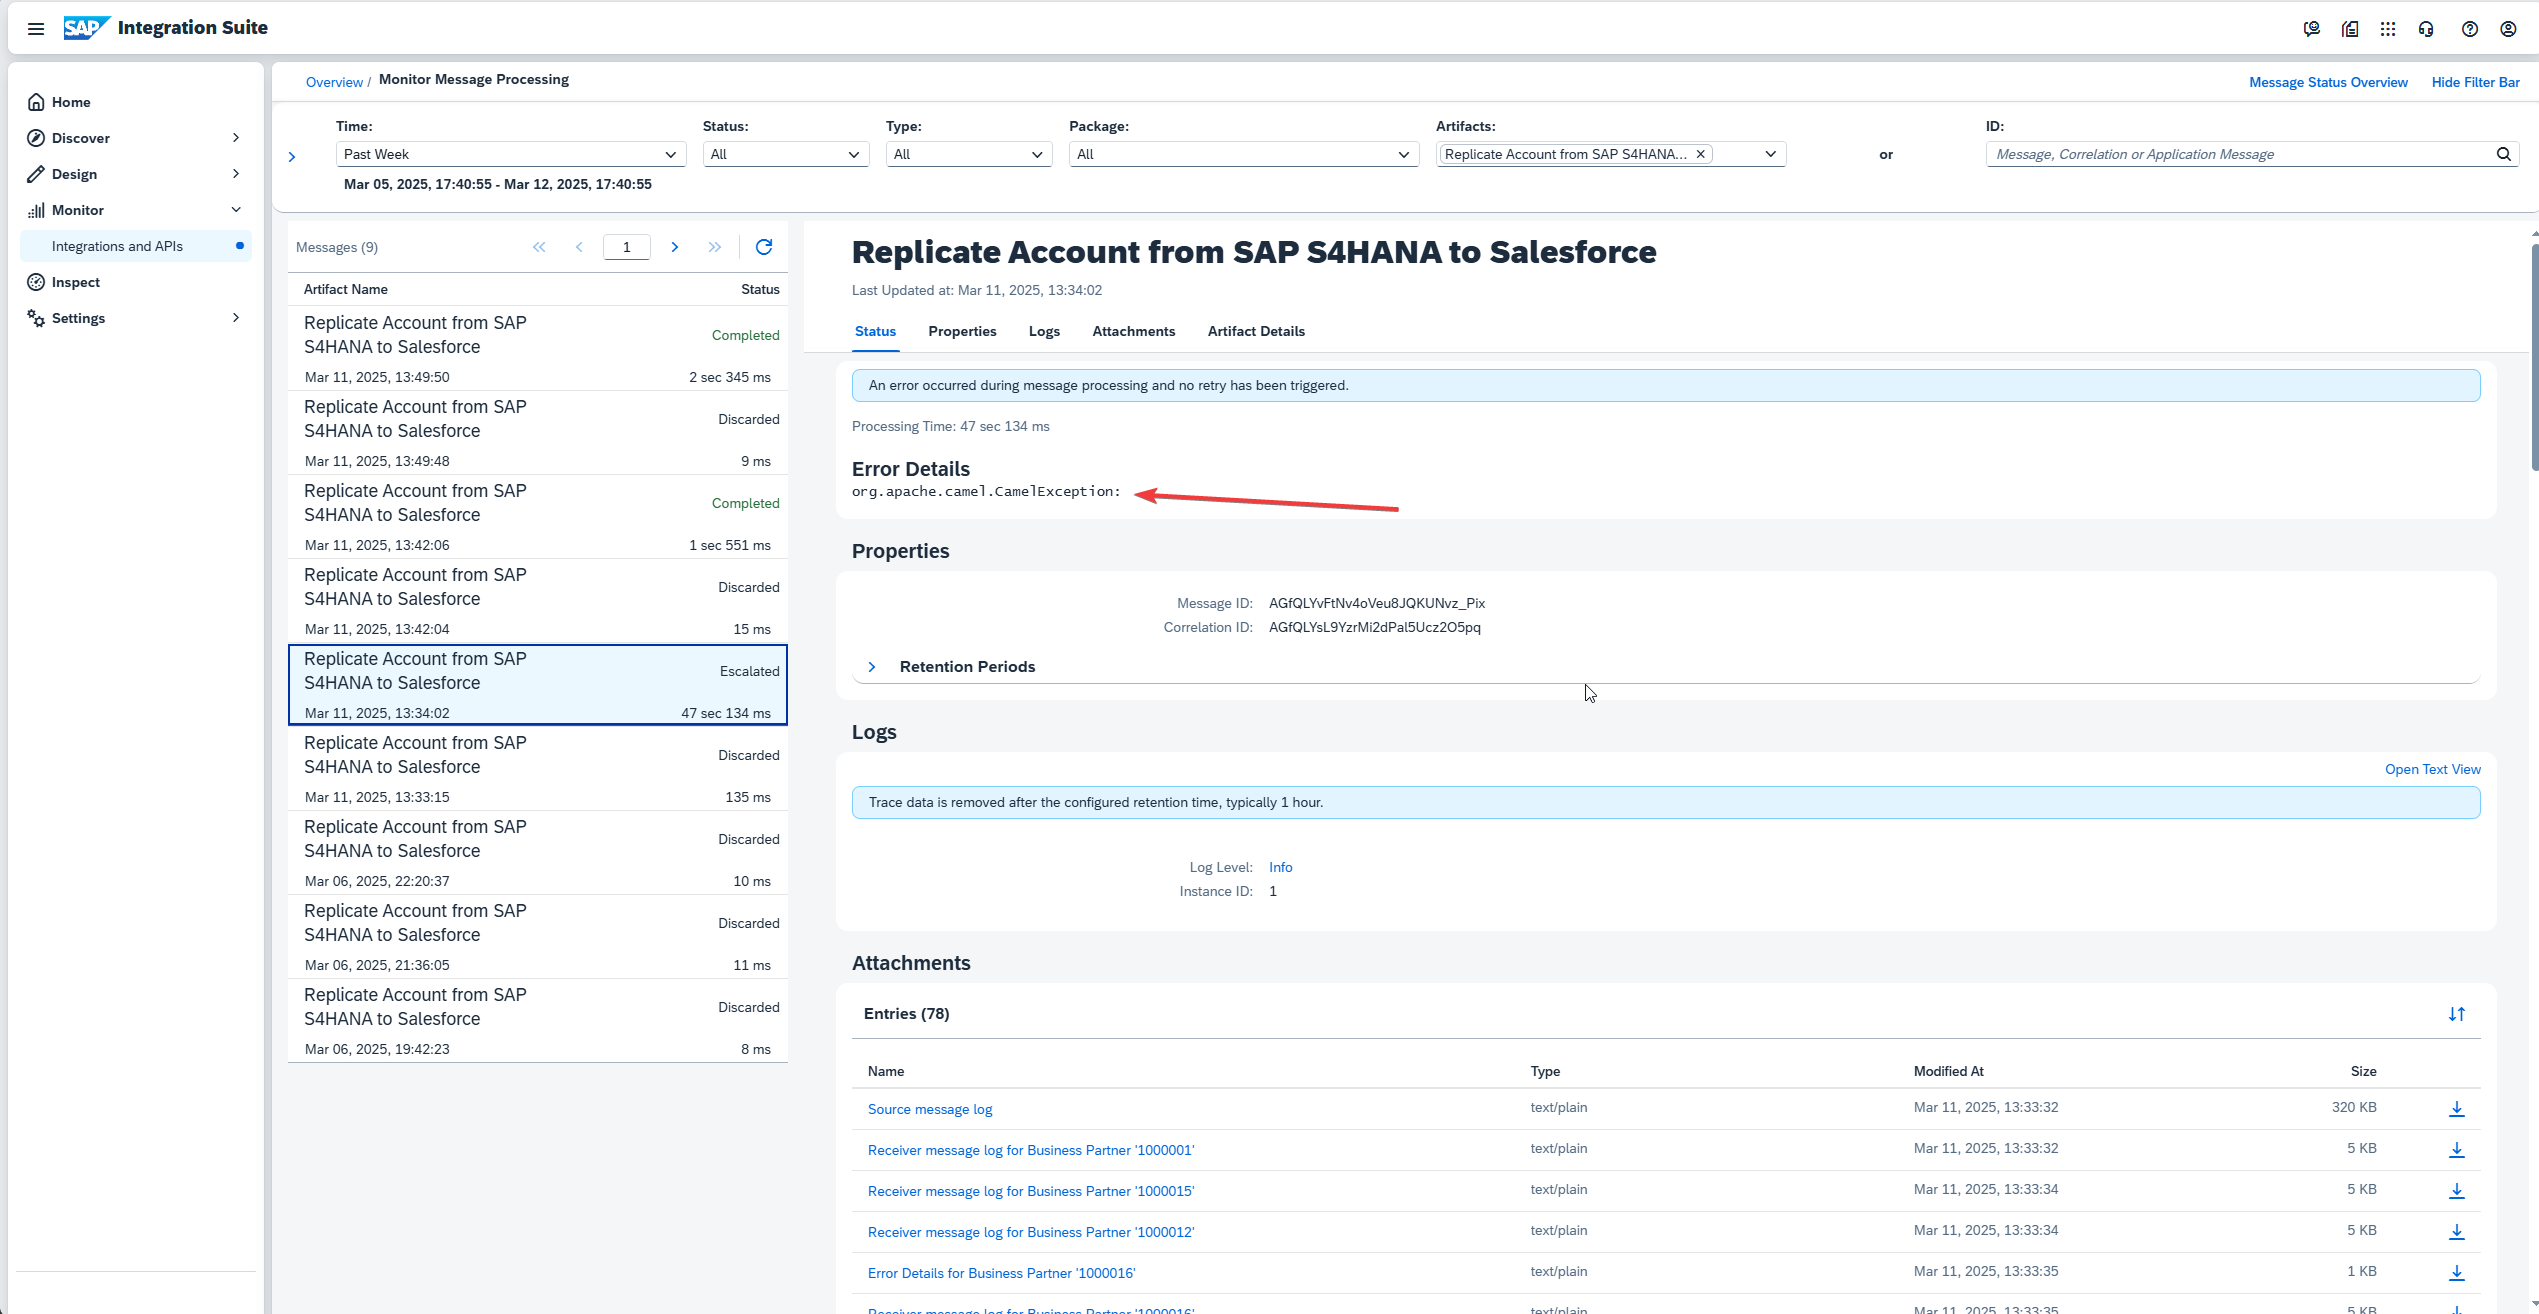 SAP Integration Suite
Home
Discover
Design
Monitor
Integrations and APIs
Inspect
Settings
Overview / Monitor Message Processing
Message Status Overview Hide Filter Bar
Time: Status: Type: Package: Artifacts: ID:
Past Week All All All Replicate Account from SAP S4HANA... or Message, Correlation or Application Message
Mar 05, 2025, 17:40:55 - Mar 12, 2025, 17:40:55
Messages (9) 1
Artifact Name Status
Replicate Account from SAP
S4HANA to Salesforce
Completed
Mar 11, 2025, 13:49:50 2 sec 345 ms
Replicate Account from SAP
S4HANA to Salesforce
Discarded
Mar 11, 2025, 13:49:48 9 ms
Replicate Account from SAP
S4HANA to Salesforce
Completed
Mar 11, 2025, 13:42:06 1 sec 551 ms
Replicate Account from SAP
S4HANA to Salesforce
Discarded
Mar 11, 2025, 13:42:04 15 ms
Replicate Account from SAP
S4HANA to Salesforce
Escalated
Mar 11, 2025, 13:34:02 47 sec 134 ms
Replicate Account from SAP
S4HANA to Salesforce
Discarded
Mar 11, 2025, 13:33:15 135 ms
Replicate Account from SAP
S4HANA to Salesforce
Discarded
Mar 06, 2025, 22:20:37 10 ms
Replicate Account from SAP
S4HANA to Salesforce
Discarded
Mar 06, 2025, 21:36:05 11 ms
Replicate Account from SAP
S4HANA to Salesforce
Discarded
Mar 06, 2025, 19:42:23 8 ms
Replicate Account from SAP S4HANA to Salesforce
Last Updated at: Mar 11, 2025, 13:34:02
Status Properties Logs Attachments Artifact Details
An error occurred during message processing and no retry has been triggered.
Processing Time: 47 sec 134 ms
Error Details
org.apache.camel.CamelException:
Properties
Message ID: AGfQLYvFtNv4oVeu8JQKUNvz_Pix
Correlation ID: AGfQLYsL9YzrMi2dPal5Ucz2O5pq
Retention Periods
Logs
Open Text View
Trace data is removed after the configured retention time, typically 1 hour.
Log Level: Info
Instance ID: 1
Attachments
Entries (78)
Name Type Modified At Size
Source message log text/plain Mar 11, 2025, 13:33:32 320 KB
Receiver message log for Business Partner '1000001' text/plain Mar 11, 2025, 13:33:32 5 KB
Receiver message log for Business Partner '1000015' text/plain Mar 11, 2025, 13:33:34 5 KB
Receiver message log for Business Partner '1000012' text/plain Mar 11, 2025, 13:33:34 5 KB
Error Details for Business Partner '1000016' text/plain Mar 11, 2025, 13:33:35 1 KB
Receiver message log for Business Partner '1000016' text/plain Mar 11, 2025, 13:33:35 5 KB